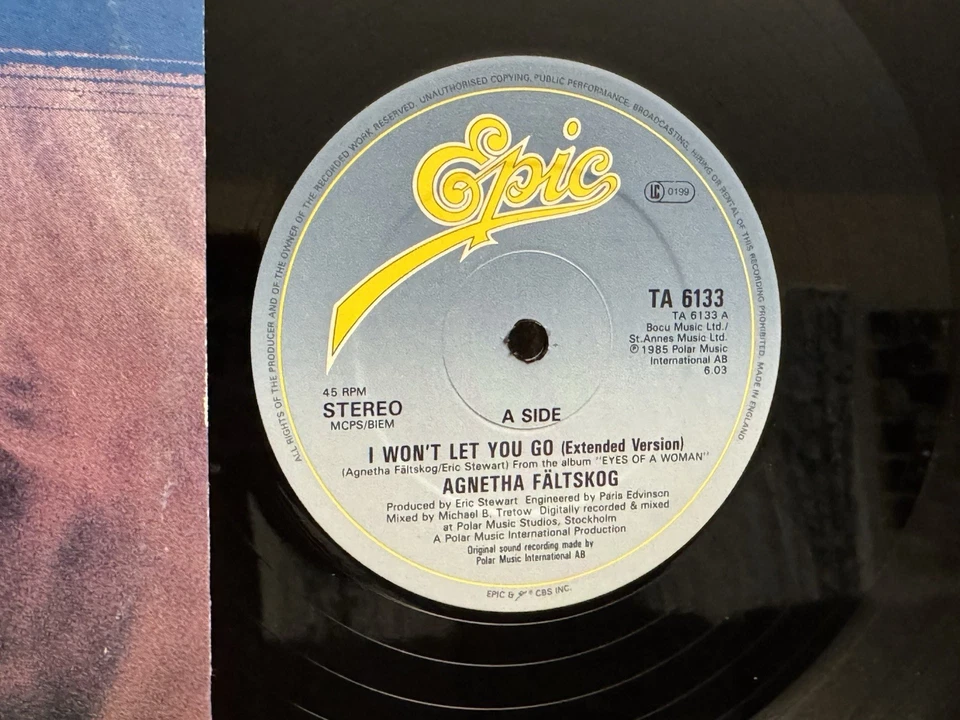 ALL RIGHTS OF THE PRODUCER AND OF THE OWNER OF THE RECORDED WORK RESERVED. UNAUTHORISED COPYING, PUBLIC PERFORMANCE, BROADCASTING, HIRING OR RENTAL OF THIS RECORDING PROHIBITED. MADE IN ENGLAND
Epic
LC 0199
TA 6133
TA 6133 A
Bocu Music Ltd./
St.Annes Music Ltd.
℗ 1985 Polar Music
International AB
6.03
45 RPM
STEREO
MCPS/BIEM
A SIDE
I WON'T LET YOU GO (Extended Version)
(Agnetha Fältskog/Eric Stewart) From the album "EYES OF A WOMAN"
AGNETHA FÄLTSKOG
Produced by Eric Stewart Engineered by Paris Edvinson
Mixed by Michael B. Tretow Digitally recorded & mixed
at Polar Music Studios, Stockholm
A Polar Music International Production
Original sound recording made by
Polar Music International AB
EPIC & ® CBS INC.